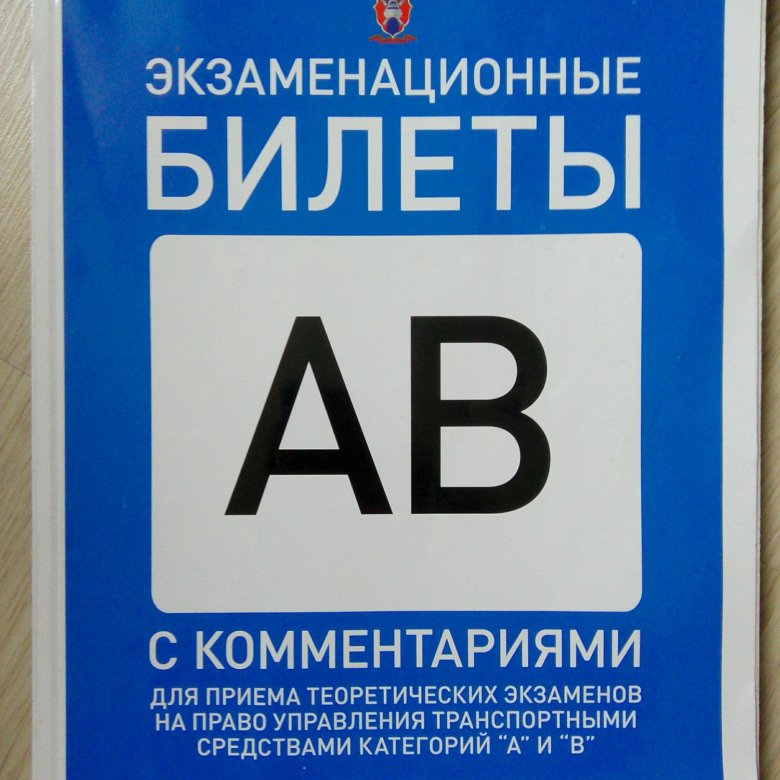 ЭКЗАМЕНАЦИОННЫЕ
БИЛЕТЫ
АВ
С КОММЕНТАРИЯМИ
ДЛЯ ПРИЕМА ТЕОРЕТИЧЕСКИХ ЭКЗАМЕНОВ
НА ПРАВО УПРАВЛЕНИЯ ТРАНСПОРТНЫМИ
СРЕДСТВАМИ КАТЕГОРИЙ “А” И “В”